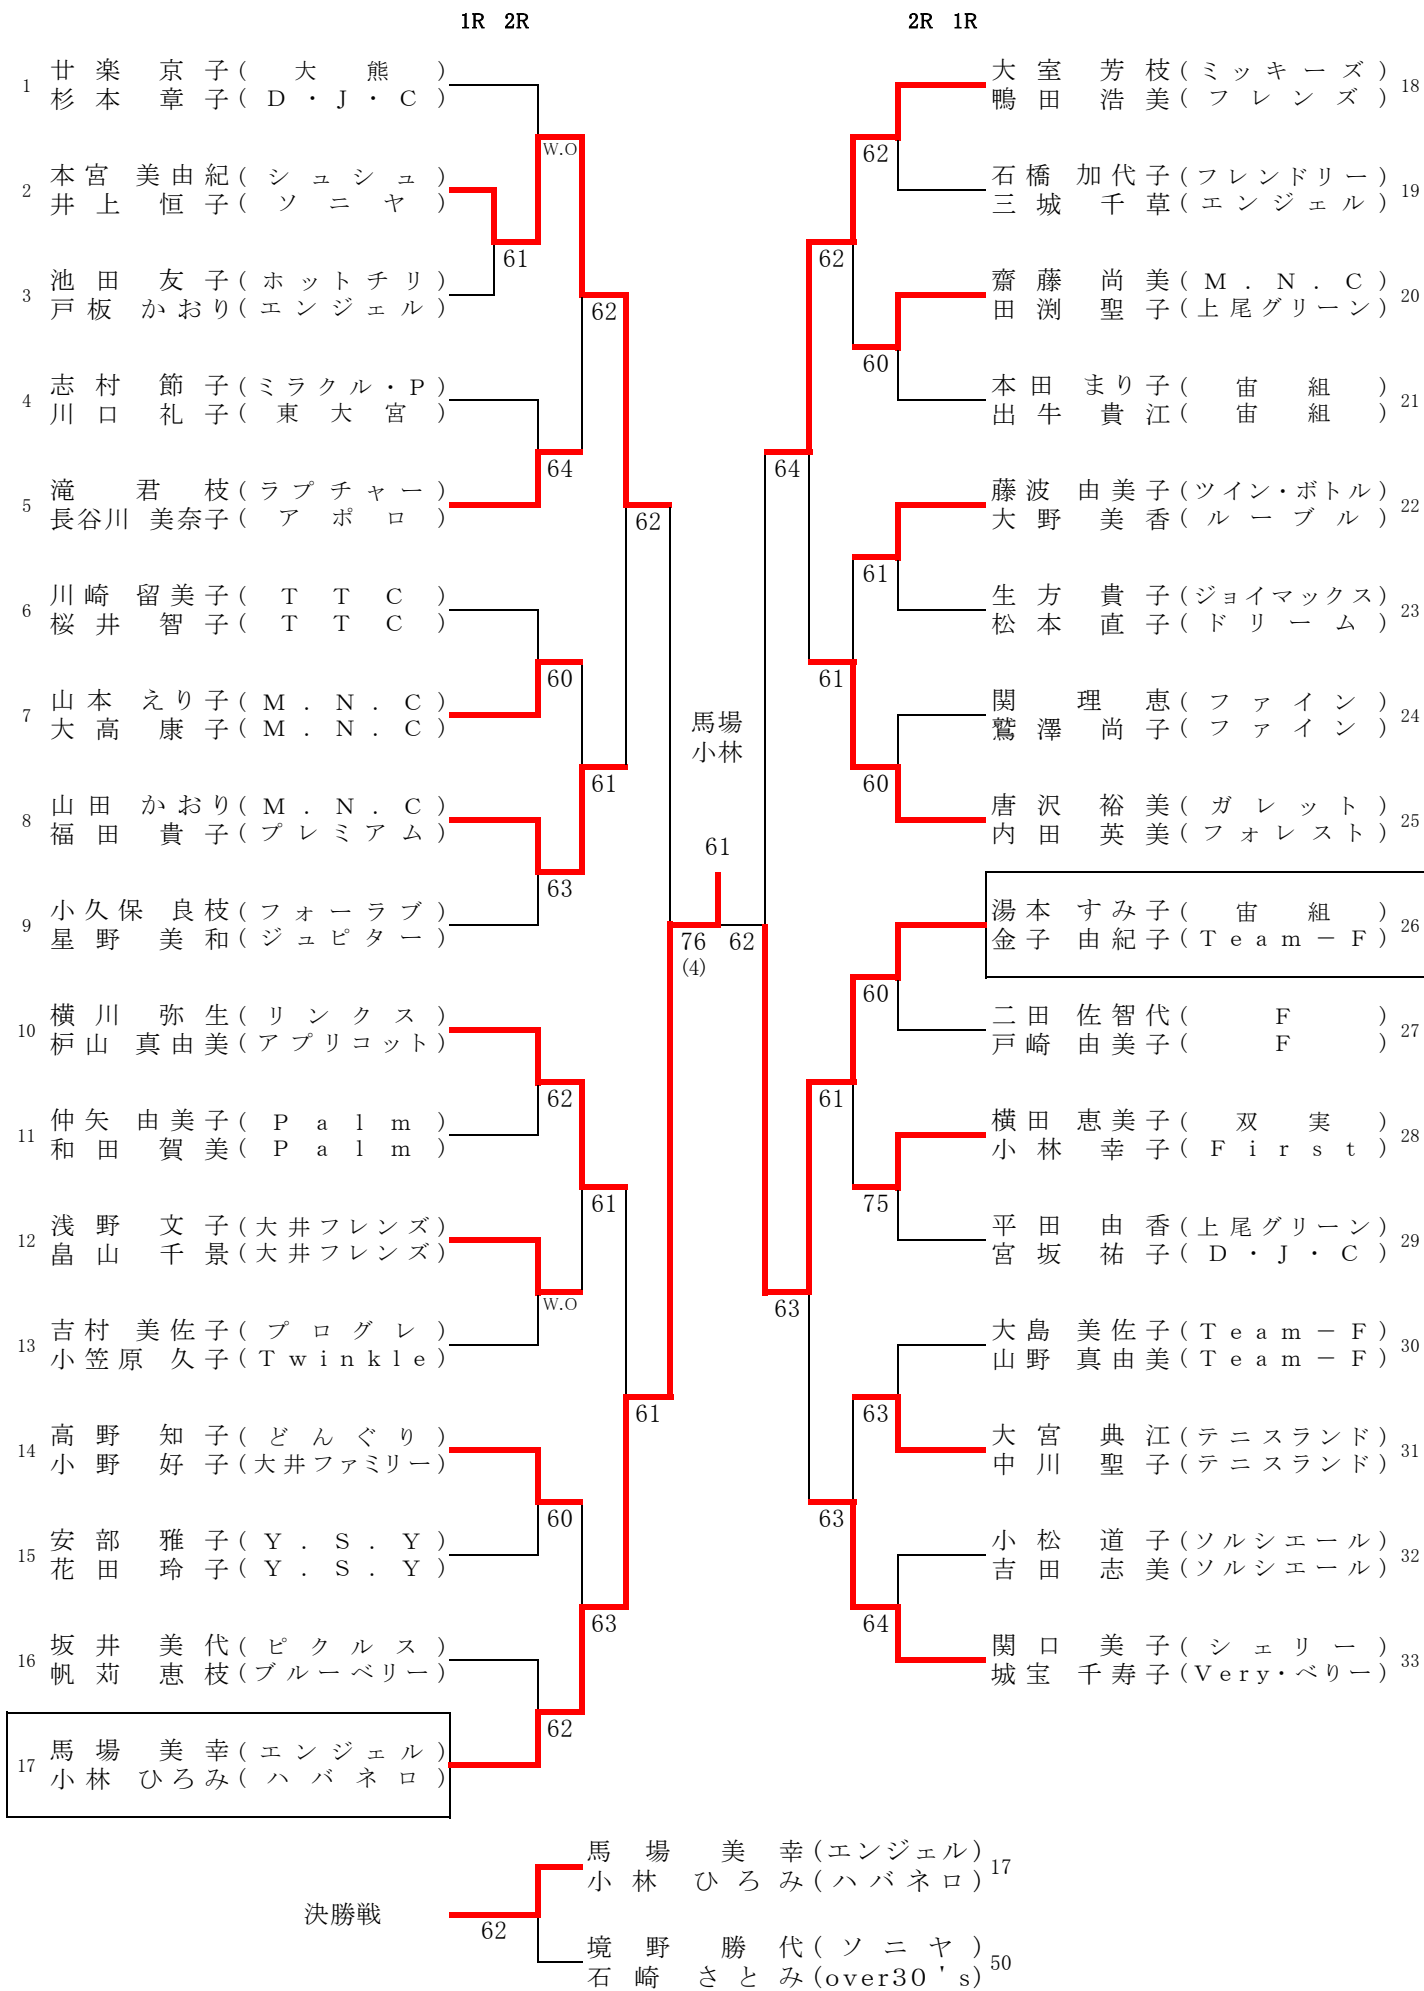 1R 2R
2R 1R
1 廿楽 京子(大熊)
杉本 章子(D・J・C)
W.O
2 本宮 美由紀(シュシュ)
井上 恒子(ソニヤ)
61
3 池田 友子(ホットチリ)
戸板 かおり(エンジェル)
62
4 志村 節子(ミラクル・P)
川口 礼子(東大宮)
64
5 滝 君枝(ラプチャー)
長谷川 美奈子(アポロ)
62
6 川崎 留美子(TTC)
桜井 智子(TTC)
60
7 山本 えり子(M.N.C)
大高 康子(M.N.C)
61
8 山田 かおり(M.N.C)
福田 貴子(プレミアム)
63
9 小久保 良枝(フォーラブ)
星野 美和(ジュピター)
76
(4)
10 横川 弥生(リンクス)
枦山 真由美(アプリコット)
62
11 仲矢 由美子(Palm)
和田 賀美(Palm)
61
12 浅野 文子(大井フレンズ)
畠山 千景(大井フレンズ)
W.O
13 吉村 美佐子(プログレ)
小笠原 久子(Twinkle)
61
14 高野 知子(どんぐり)
小野 好子(大井ファミリー)
60
15 安部 雅子(Y.S.Y)
花田 玲子(Y.S.Y)
63
16 坂井 美代(ピクルス)
帆苅 恵枝(ブルーベリー)
62
17 馬場 美幸(エンジェル)
小林 ひろみ(ハバネロ)
馬場
小林
61
大室 芳枝(ミッキーズ) 18
鴨田 浩美(フレンズ)
62
石橋 加代子(フレンドリー) 19
三城 千草(エンジェル)
62
齋藤 尚美(M.N.C) 20
田渕 聖子(上尾グリーン)
60
本田 まり子(宙組) 21
出牛 貴江(宙組)
64
藤波 由美子(ツイン・ボトル) 22
大野 美香(ルーブル)
61
生方 貴子(ジョイマックス) 23
松本 直子(ドリーム)
61
関 理恵(ファイン) 24
鷲澤 尚子(ファイン)
60
唐沢 裕美(ガレット) 25
内田 英美(フォレスト)
62
湯本 すみ子(宙組) 26
金子 由紀子(Team－F)
60
二田 佐智代(F) 27
戸崎 由美子(F)
61
横田 恵美子(双実) 28
小林 幸子(First)
75
平田 由香(上尾グリーン) 29
宮坂 祐子(D・J・C)
63
大島 美佐子(Team－F) 30
山野 真由美(Team－F)
63
大宮 典江(テニスランド) 31
中川 聖子(テニスランド)
63
小松 道子(ソルシエール) 32
吉田 志美(ソルシエール)
64
関口 美子(シェリー) 33
城宝 千寿子(Very・べリー)
決勝戦
馬場 美幸(エンジェル) 17
小林 ひろみ(ハバネロ)
62
境野 勝代(ソニヤ) 50
石崎 さとみ(over30's)